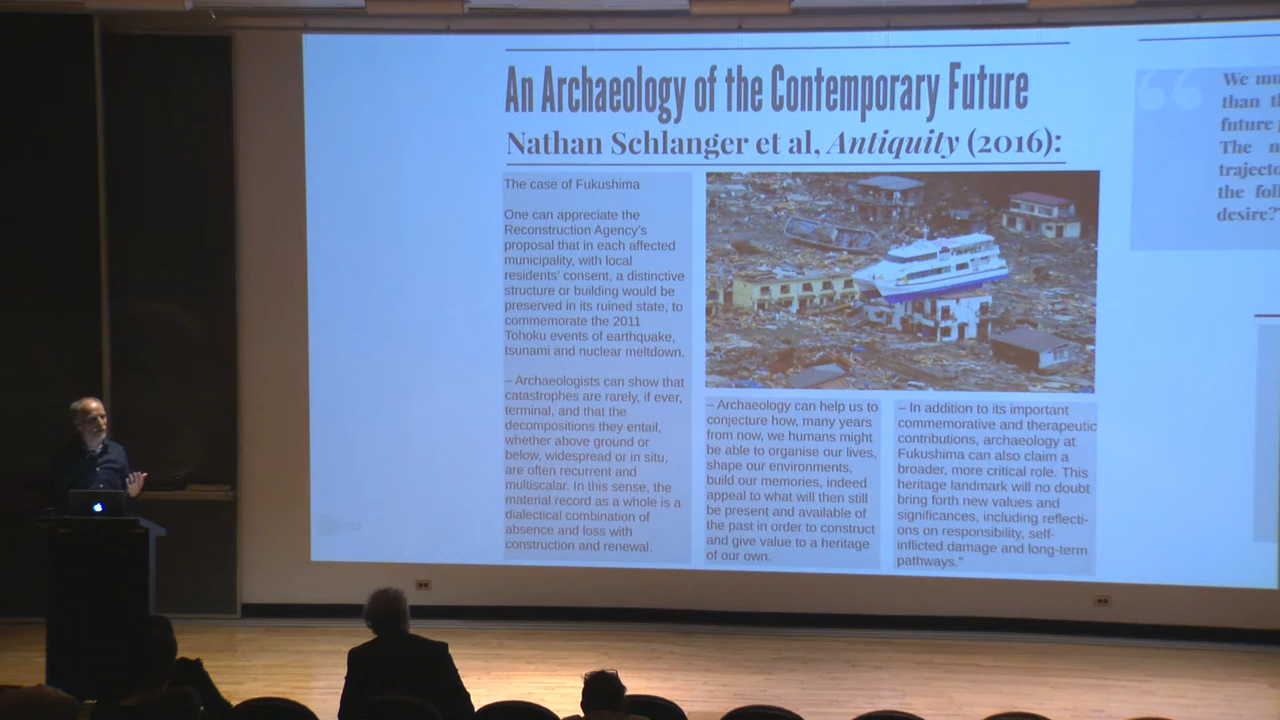 An Archaeology of the Contemporary Future
Nathan Schlanger et al, Antiquity (2016):
The case of Fukushima
One can appreciate the
Reconstruction Agency's
proposal that in each affected
municipality, with local
residents' consent, a distinctive
structure or building would be
preserved in its ruined state, to
commemorate the 2011
Tohoku events of earthquake,
tsunami and nuclear meltdown.
– Archaeologists can show that
catastrophes are rarely, if ever,
terminal, and that the
decompositions they entail,
whether above ground or
below, widespread or in situ,
are often recurrent and
multiscalar. In this sense, the
material record as a whole is a
dialectical combination of
absence and loss with
construction and renewal.
– Archaeology can help us to
conjecture how, many years
from now, we humans might
be able to organise our lives,
shape our environments,
build our memories, indeed
appeal to what will then still
be present and available of
the past in order to construct
and give value to a heritage
of our own.
– In addition to its important
commemorative and therapeutic
contributions, archaeology at
Fukushima can also claim a
broader, more critical role. This
heritage landmark will no doubt
bring forth new values and
significances, including reflecti-
ons on responsibility, self-
inflicted damage and long-term
pathways."
“
We
than
future
The
the
desire?